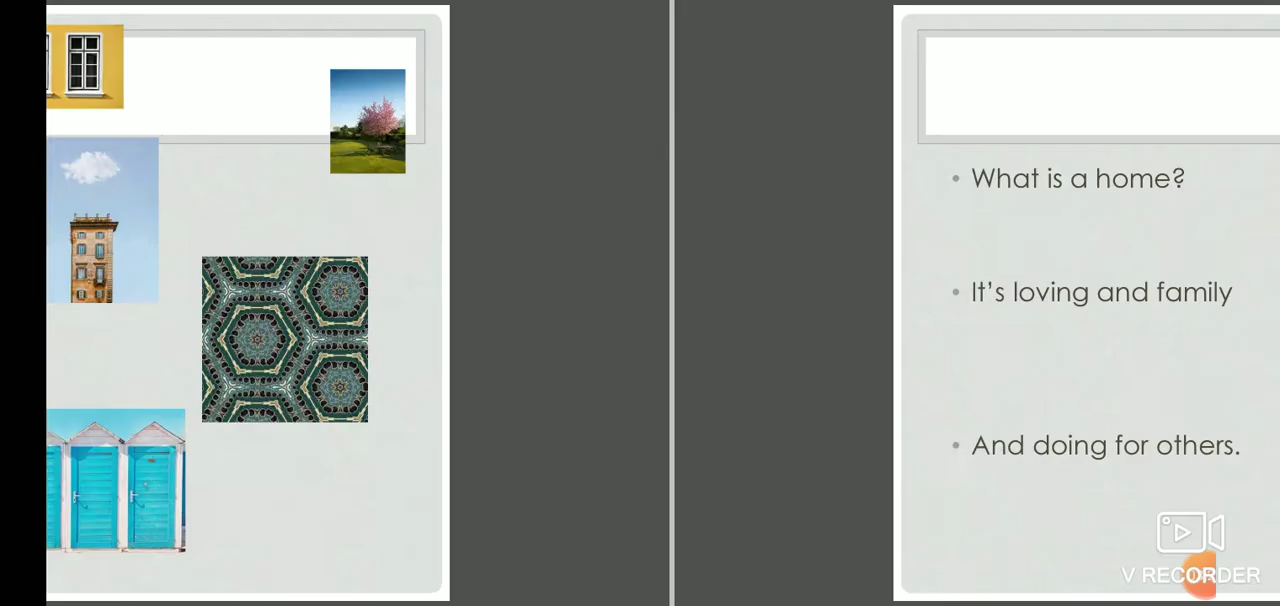 What is a home?
It’s loving and family
And doing for others.
V RECORDER